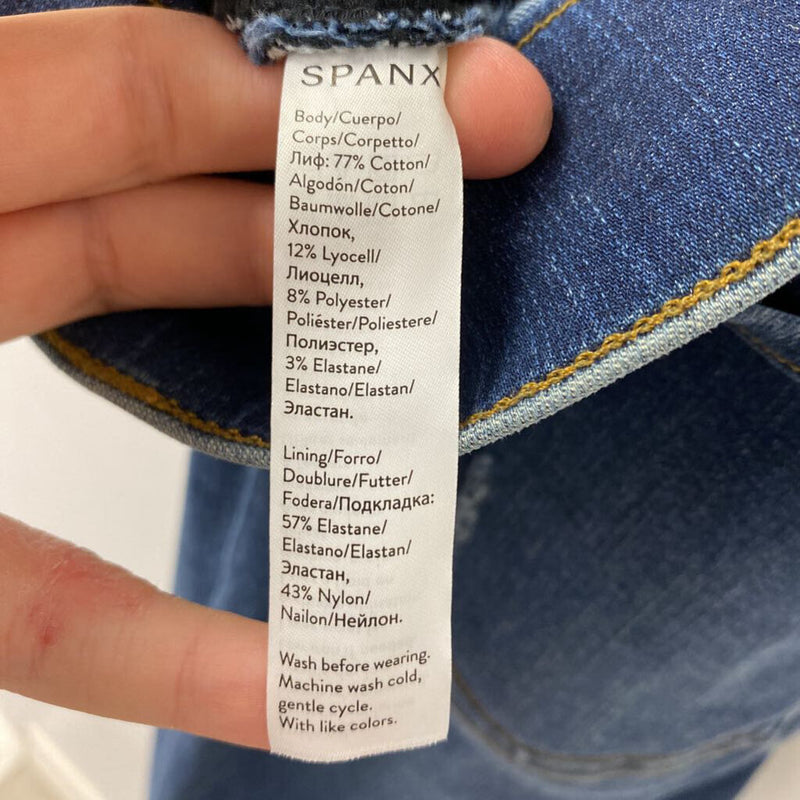 SPANX
Body/Cuerpo/
Corps/Corpetto/
Лиф: 77% Cotton/
Algodón/Coton/
Baumwolle/Cotone/
Хлопок,
12% Lyocell/
Лиоцелл,
8% Polyester/
Poliéster/Poliestere/
Полиэстер,
3% Elastane/
Elastano/Elastan/
Эластан.
Lining/Forro/
Doublure/Futter/
Fodera/Подкладка:
57% Elastane/
Elastano/Elastan/
Эластан,
43% Nylon/
Nailon/Нейлон.
Wash before wearing.
Machine wash cold,
gentle cycle.
With like colors.